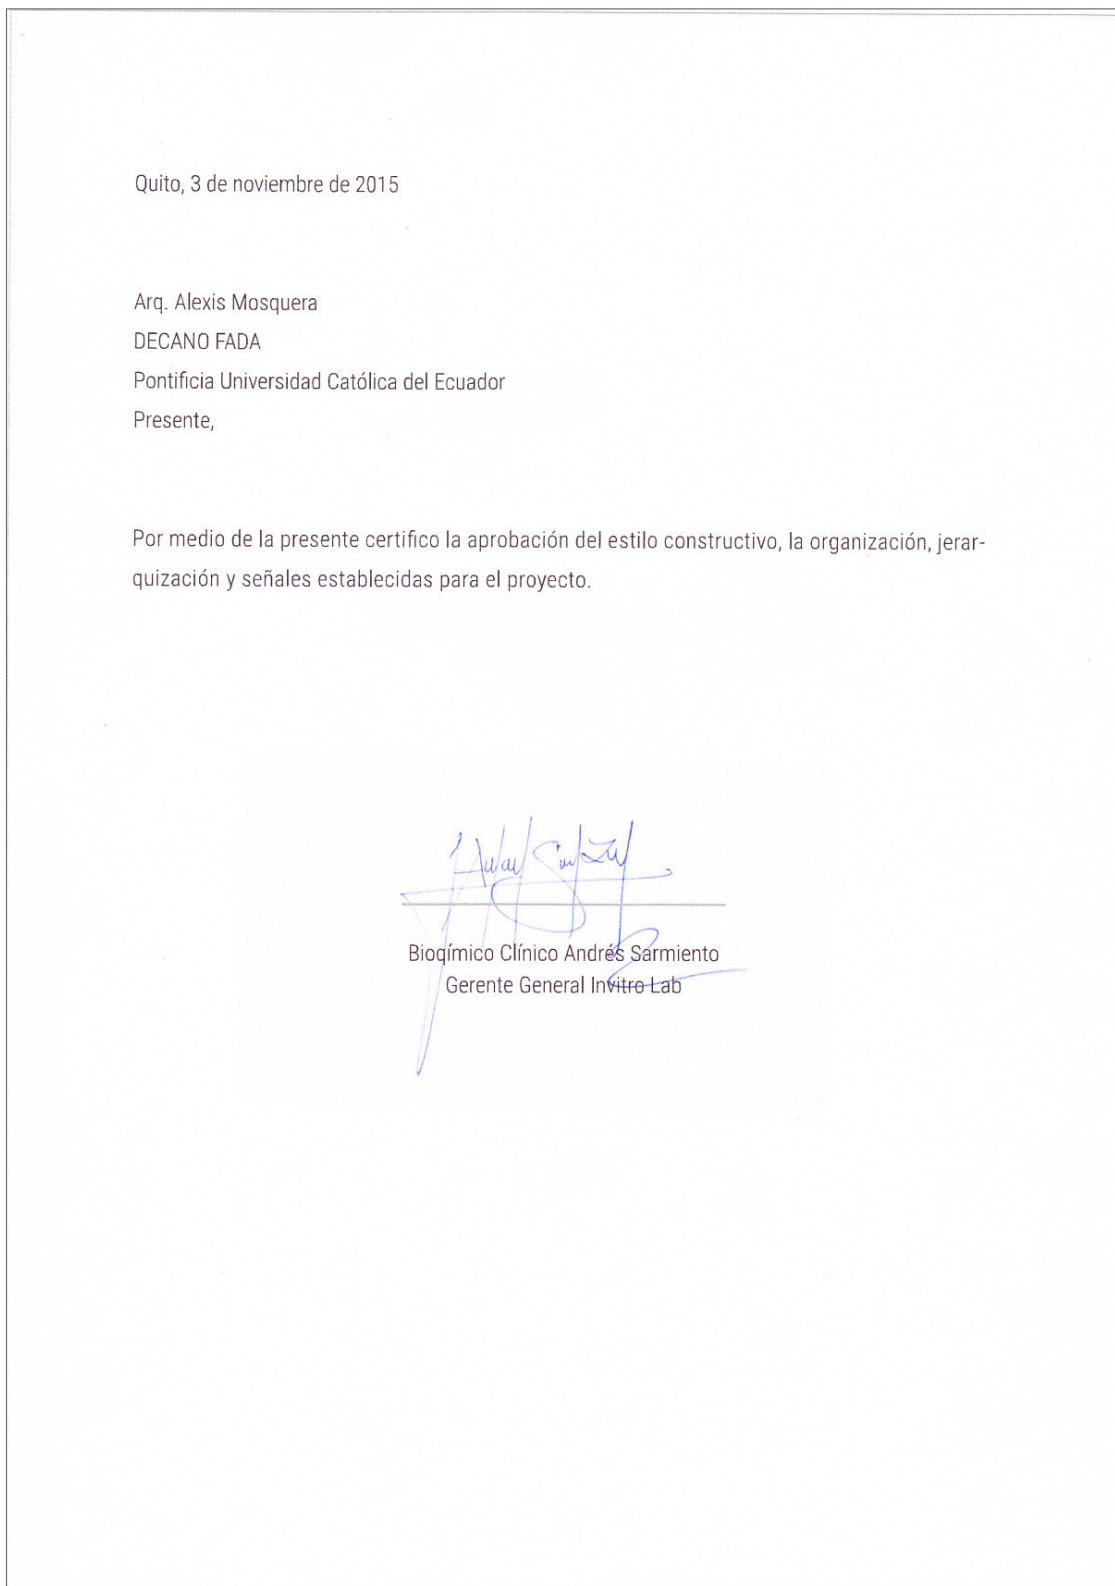 Quito, 3 de noviembre de 2015
Arq. Alexis Mosquera
DECANO FADA
Pontificia Universidad Católica del Ecuador
Presente,
Por medio de la presente certifico la aprobación del estilo constructivo, la organización, jerar-
quización y señales establecidas para el proyecto.
Bioqímico Clínico Andrés Sarmiento
Gerente General Invitro Lab